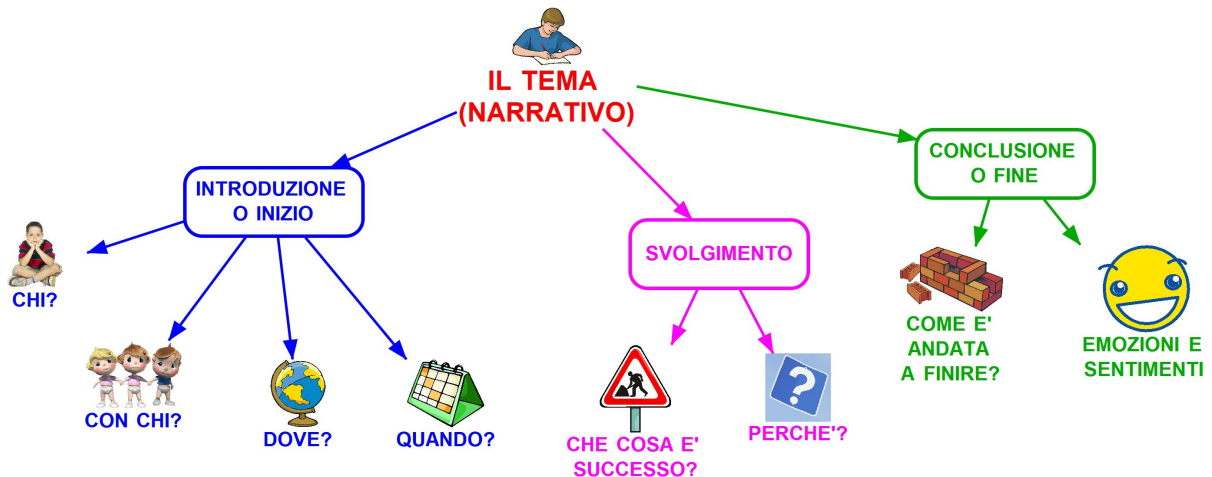 IL TEMA
(NARRATIVO)
INTRODUZIONE
O INIZIO
CHI?
CON CHI?
DOVE?
QUANDO?
SVOLGIMENTO
CHE COSA E'
SUCCESSO?
PERCHE'?
CONCLUSIONE
O FINE
COME E'
ANDATA
A FINIRE?
EMOZIONI E
SENTIMENTI